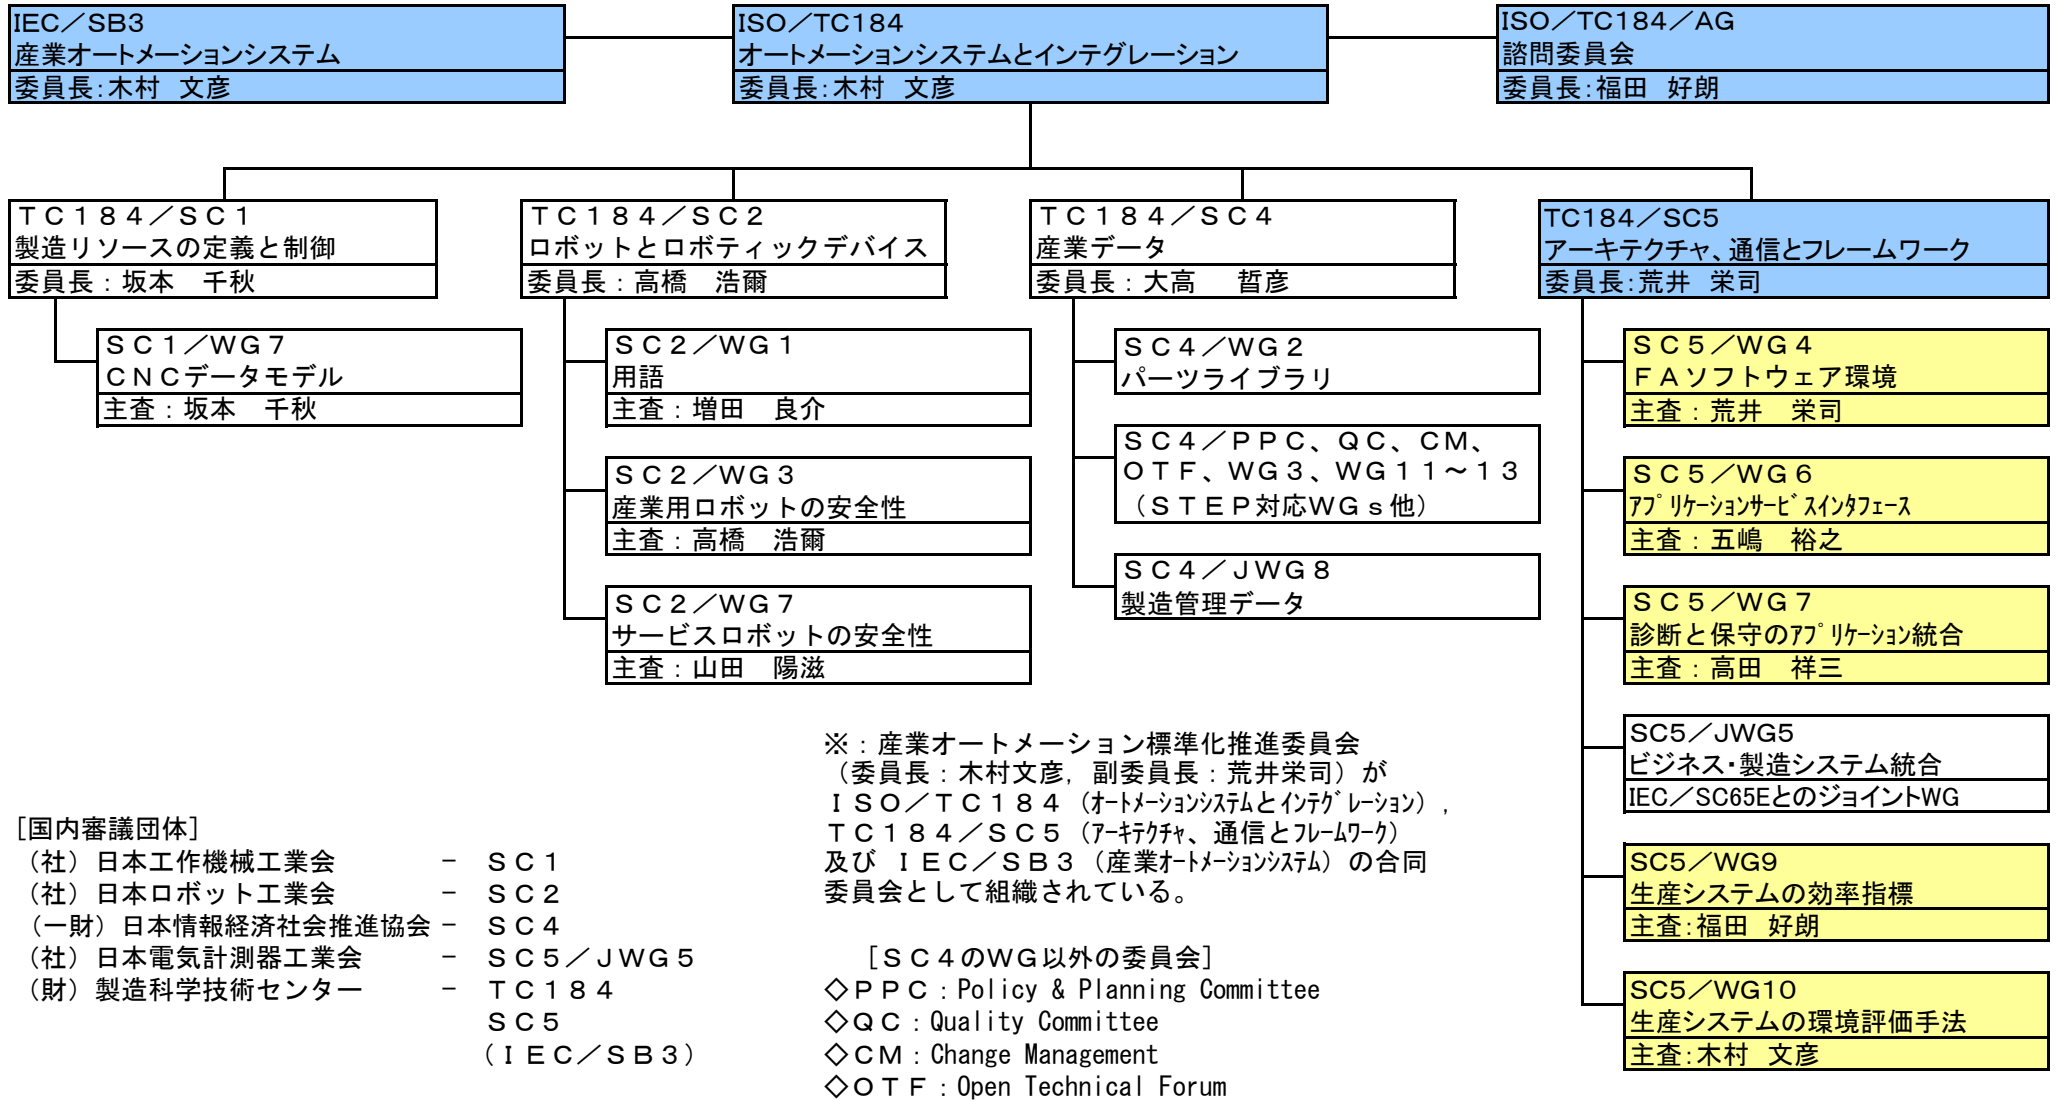 IEC／SB3
産業オートメーションシステム
委員長:木村　文彦
ISO／TC184
オートメーションシステムとインテグレーション
委員長:木村　文彦
ISO／TC184／AG
諮問委員会
委員長:福田　好朗
ＴＣ１８４／ＳＣ１
製造リソースの定義と制御
委員長：坂本　千秋
ＳＣ１／ＷＧ７
ＣＮＣデータモデル
主査：坂本　千秋
ＴＣ１８４／ＳＣ２
ロボットとロボティックデバイス
委員長：高橋　浩爾
ＳＣ２／ＷＧ１
用語
主査：増田　良介
ＳＣ２／ＷＧ３
産業用ロボットの安全性
主査：高橋　浩爾
ＳＣ２／ＷＧ７
サービスロボットの安全性
主査：山田　陽滋
ＴＣ１８４／ＳＣ４
産業データ
委員長：大高　哲彦
ＳＣ４／ＷＧ２
パーツライブラリ
ＳＣ４／ＰＰＣ、ＱＣ、ＣＭ、
ＯＴＦ、ＷＧ３、ＷＧ１１～１３
（ＳＴＥＰ対応ＷＧｓ他）
ＳＣ４／ＪＷＧ８
製造管理データ
TC184／SC5
アーキテクチャ、通信とフレームワーク
委員長:荒井　栄司
ＳＣ５／ＷＧ４
ＦＡソフトウェア環境
主査：荒井　栄司
ＳＣ５／ＷＧ６
ｱﾌﾟﾘｹｰｼｮﾝｻｰﾋﾞｽｲﾝﾀﾌｪｰｽ
主査：五嶋　裕之
ＳＣ５／ＷＧ７
診断と保守のｱﾌﾟﾘｹｰｼｮﾝ統合
主査：高田　祥三
SC5／JWG5
ビジネス・製造システム統合
IEC／SC65EとのジョイントWG
SC5／WG9
生産システムの効率指標
主査:福田　好朗
SC5／WG10
生産システムの環境評価手法
主査:木村　文彦
※：産業オートメーション標準化推進委員会
（委員長：木村文彦，副委員長：荒井栄司）が
ＩＳＯ／ＴＣ１８４（ｵｰﾄﾒｰｼｮﾝｼｽﾃﾑとｲﾝﾃｸﾞﾚｰｼｮﾝ），
ＴＣ１８４／ＳＣ５（ｱｰｷﾃｸﾁｬ、通信とﾌﾚｰﾑﾜｰｸ）
及び　ＩＥＣ／ＳＢ３（産業ｵｰﾄﾒｰｼｮﾝｼｽﾃﾑ）の合同
委員会として組織されている。
［国内審議団体］
（社）日本工作機械工業会　－　ＳＣ１
（社）日本ロボット工業会　－　ＳＣ２
（一財）日本情報経済社会推進協会－　ＳＣ４
（社）日本電気計測器工業会　－　ＳＣ５／ＪＷＧ５
（財）製造科学技術センター　－　ＴＣ１８４
ＳＣ５
（ＩＥＣ／ＳＢ３）
［ＳＣ４のＷＧ以外の委員会］
◇ＰＰＣ：Policy & Planning Committee
◇ＱＣ：Quality Committee
◇ＣＭ：Change Management
◇ＯＴＦ：Open Technical Forum